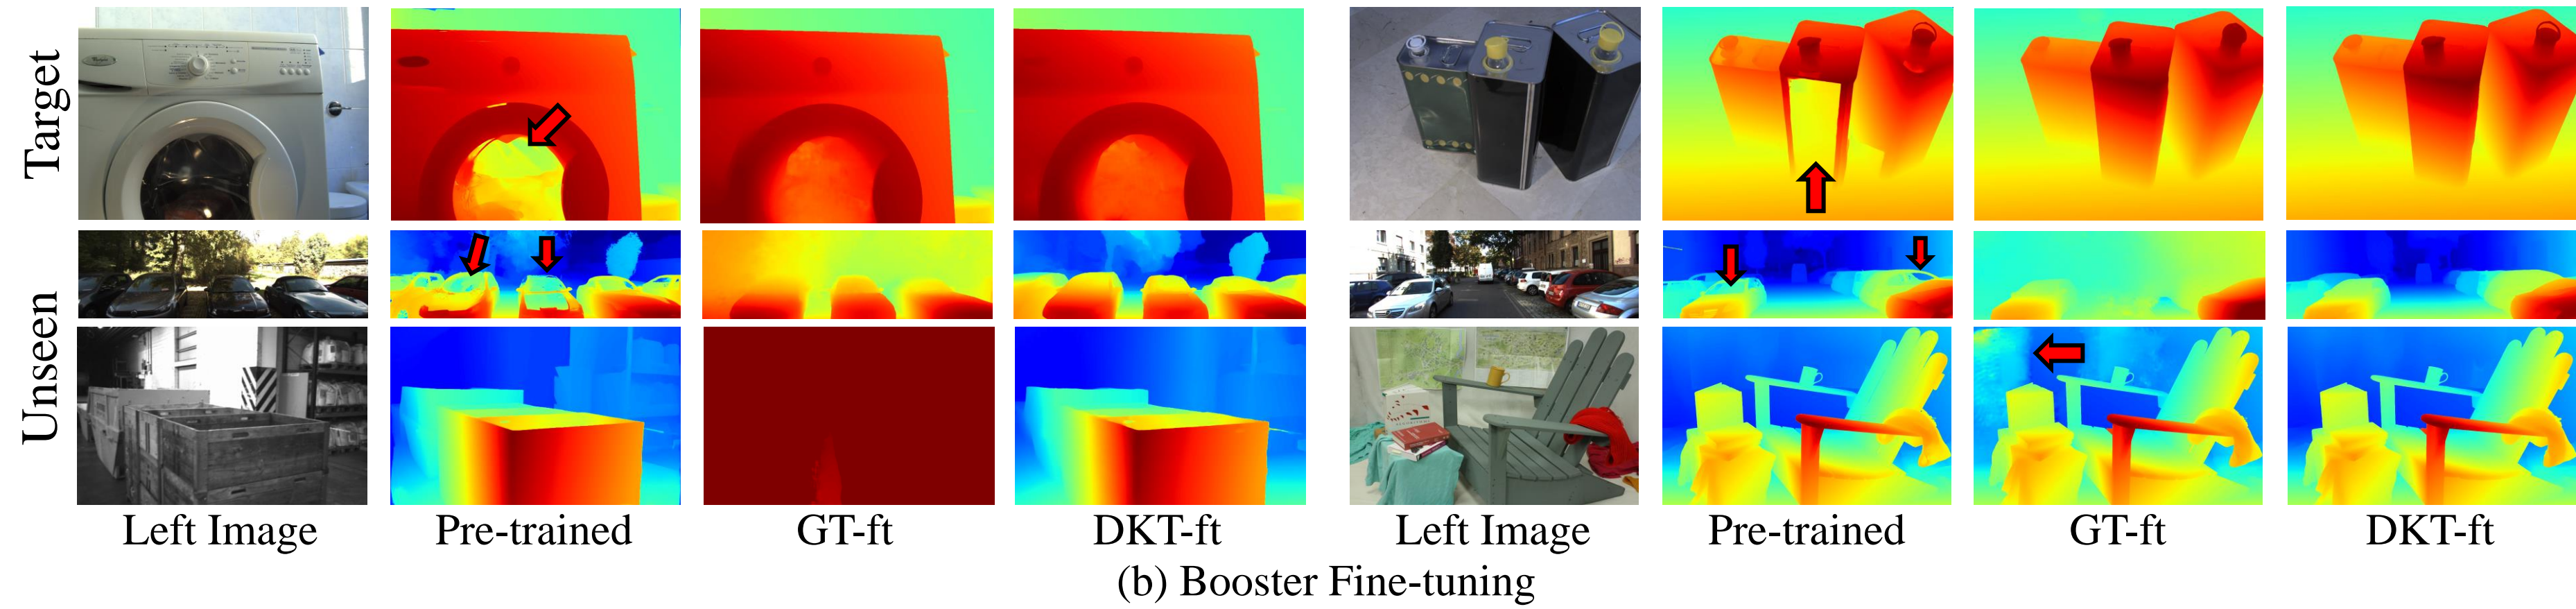 Target
Unseen
Left Image Pre-trained GT-ft DKT-ft Left Image Pre-trained GT-ft DKT-ft
(b) Booster Fine-tuning